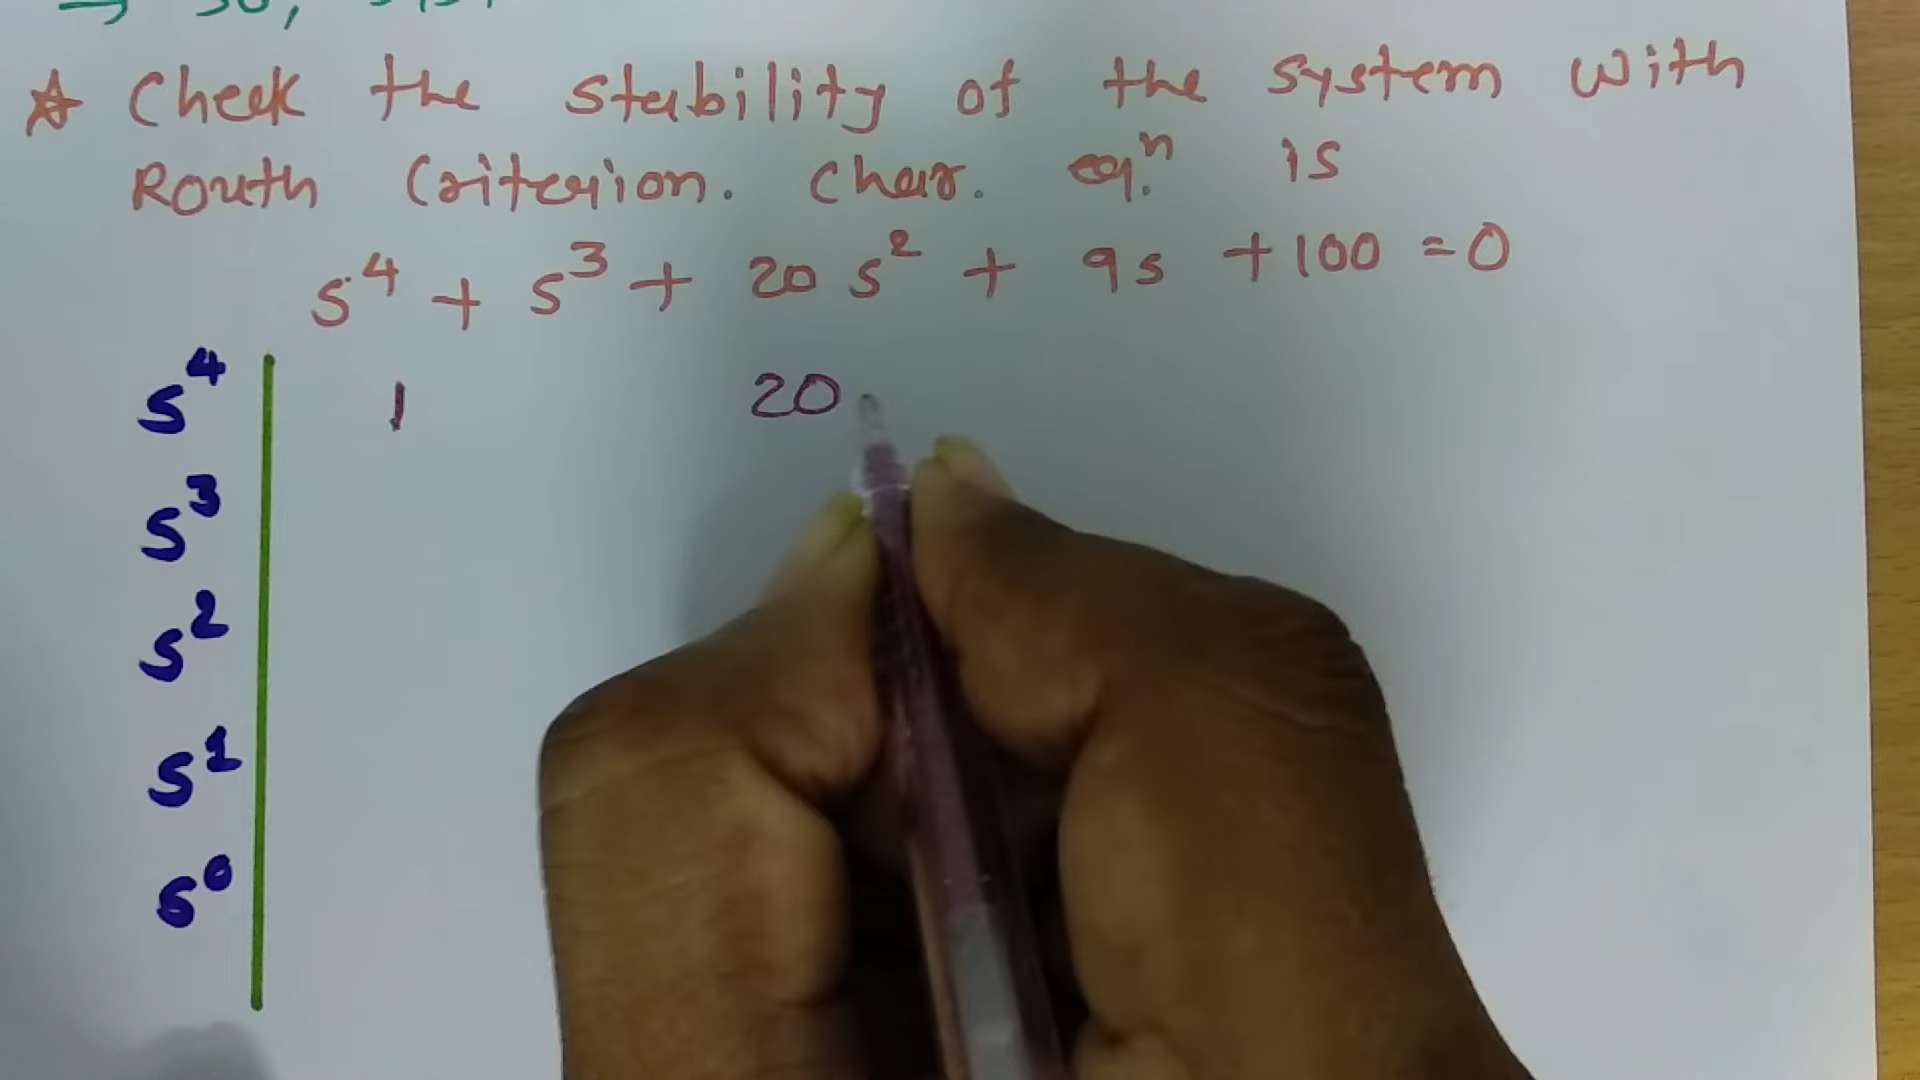 ☆ Check the stability of the system with
Routh Criterion. Char. eq.ⁿ is
s⁴ + s³ + 20 s² + 9s + 100 = 0
s⁴ 1 20
s³
s²
s¹
s⁰